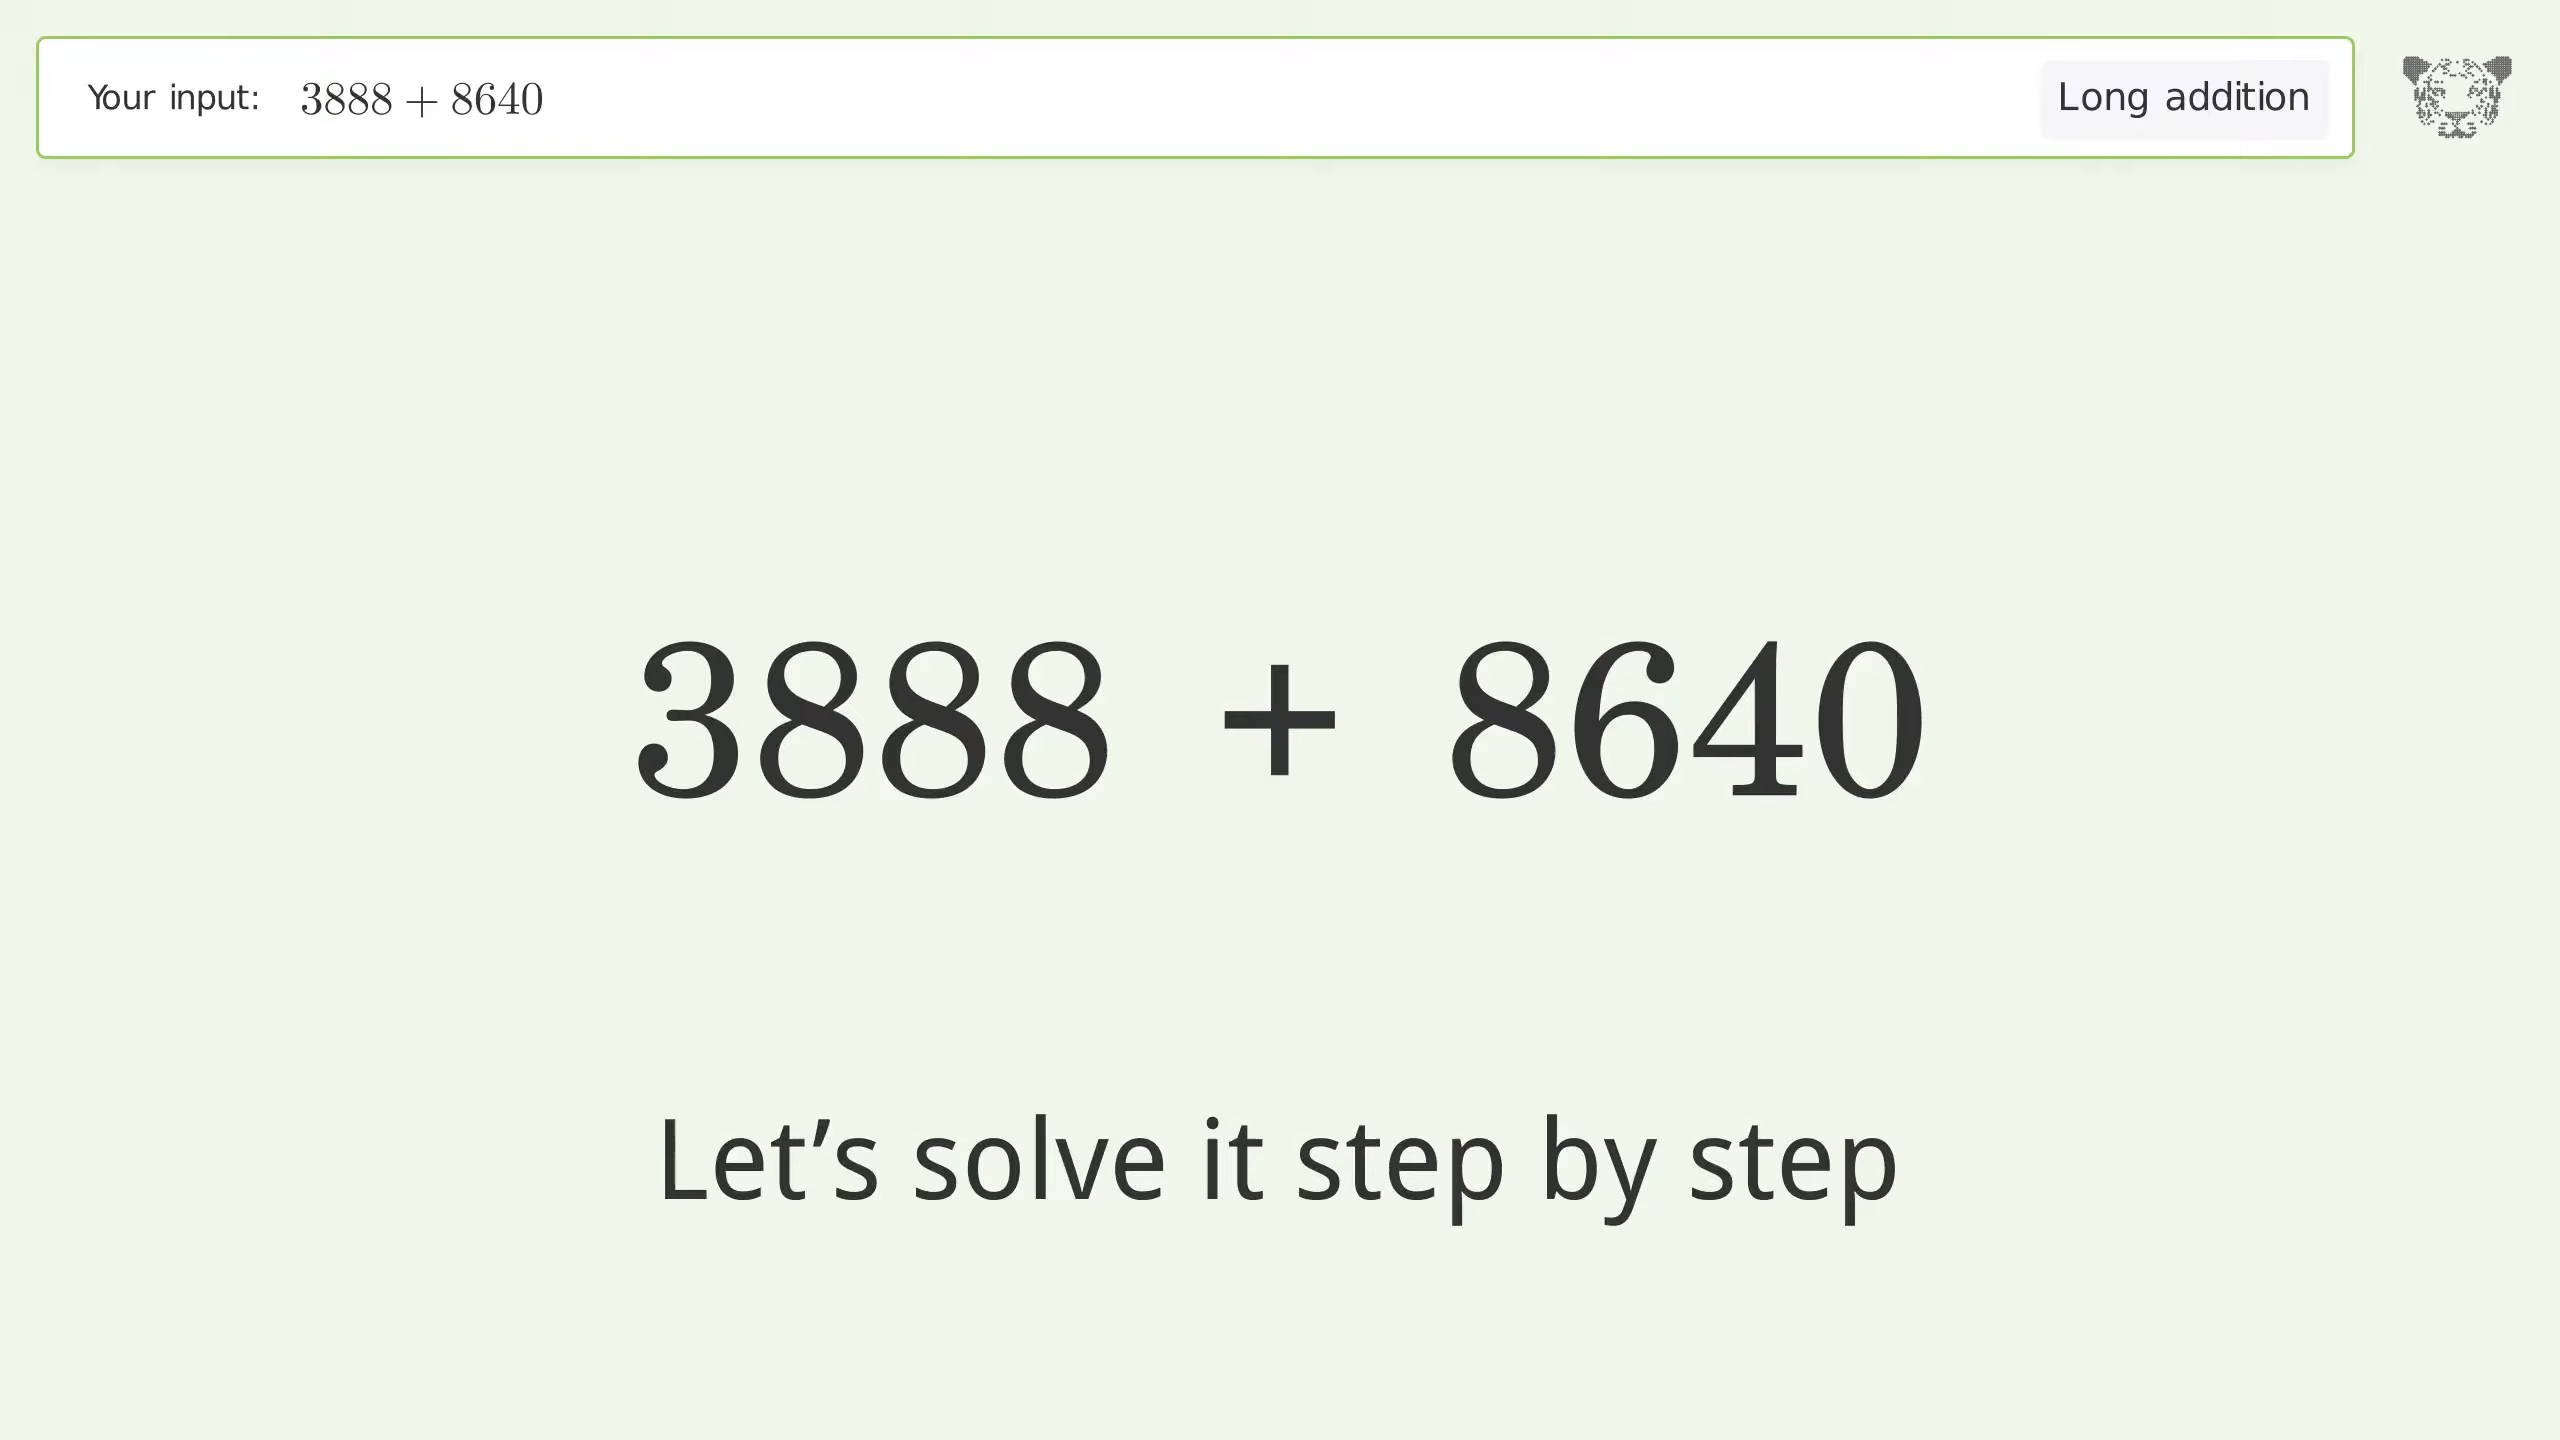 Your input: 3888 + 8640 Long addition
3888 + 8640
Let’s solve it step by step